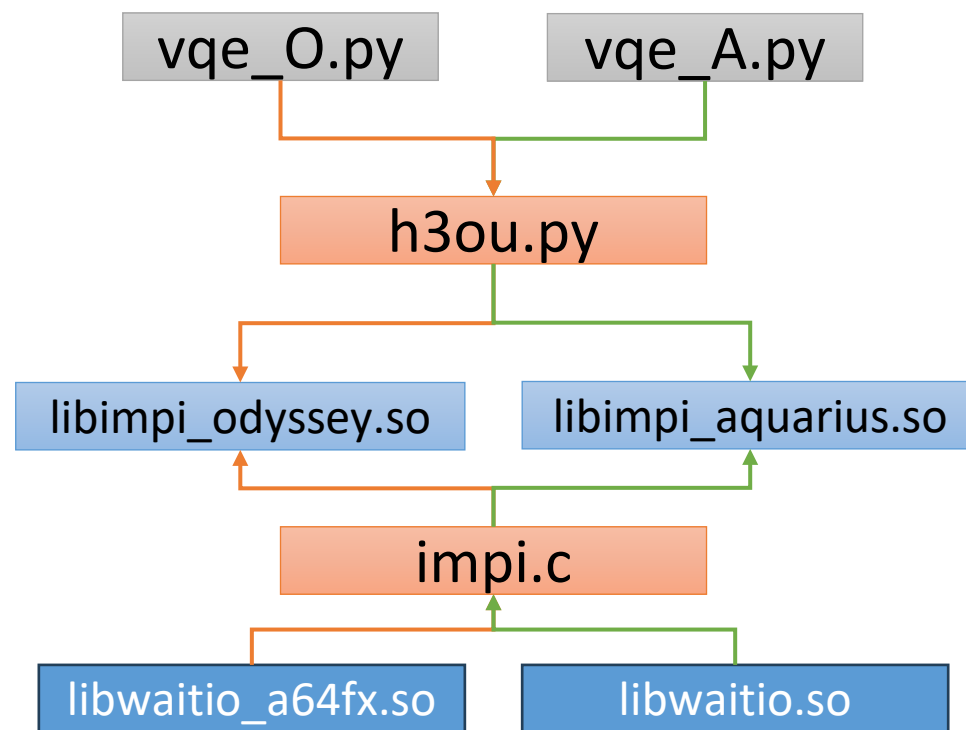 vqe_O.py
vqe_A.py
h3ou.py
libimpi_odyssey.so
libimpi_aquarius.so
impi.c
libwaitio_a64fx.so
libwaitio.so